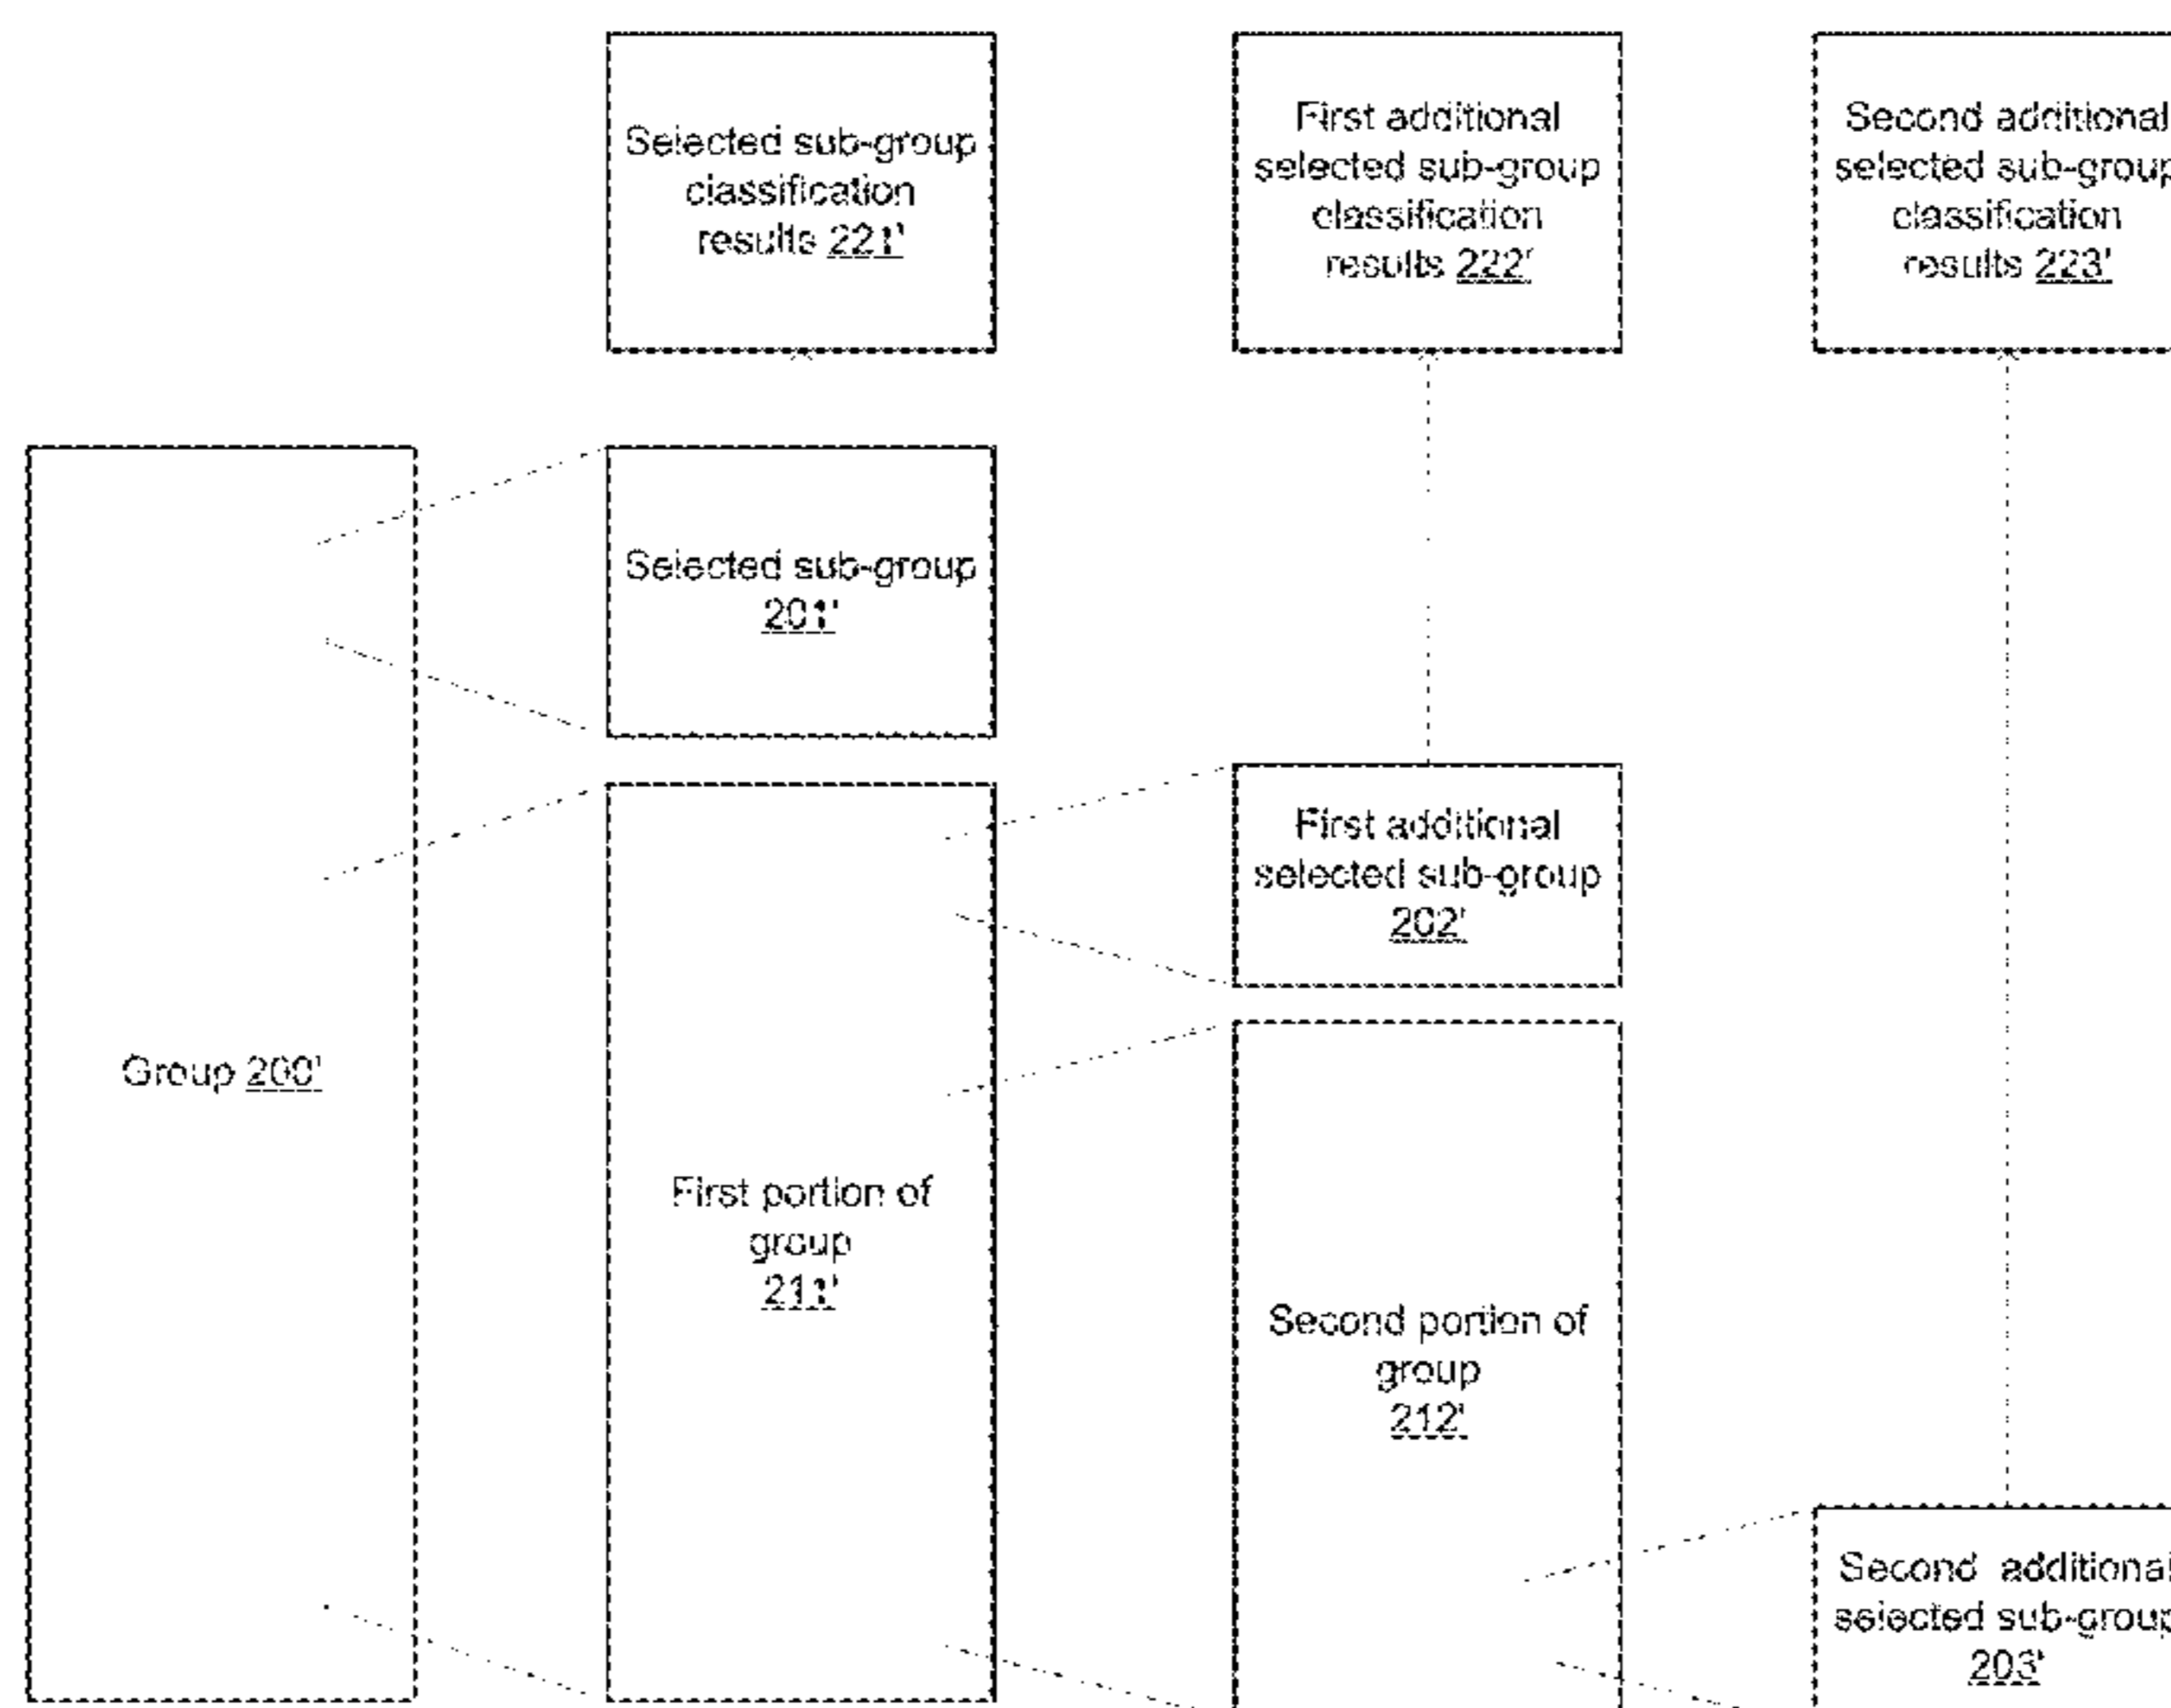 Selected sub-group
classification
results 221'
First additional
selected sub-group
classification
results 222'
Second additional
selected sub-group
classification
results 223'
Selected sub-group
201'
First additional
selected sub-group
202'
Group 200'
First portion of
group
211'
Second portion of
group
212'
Second additional
selected sub-group
203'